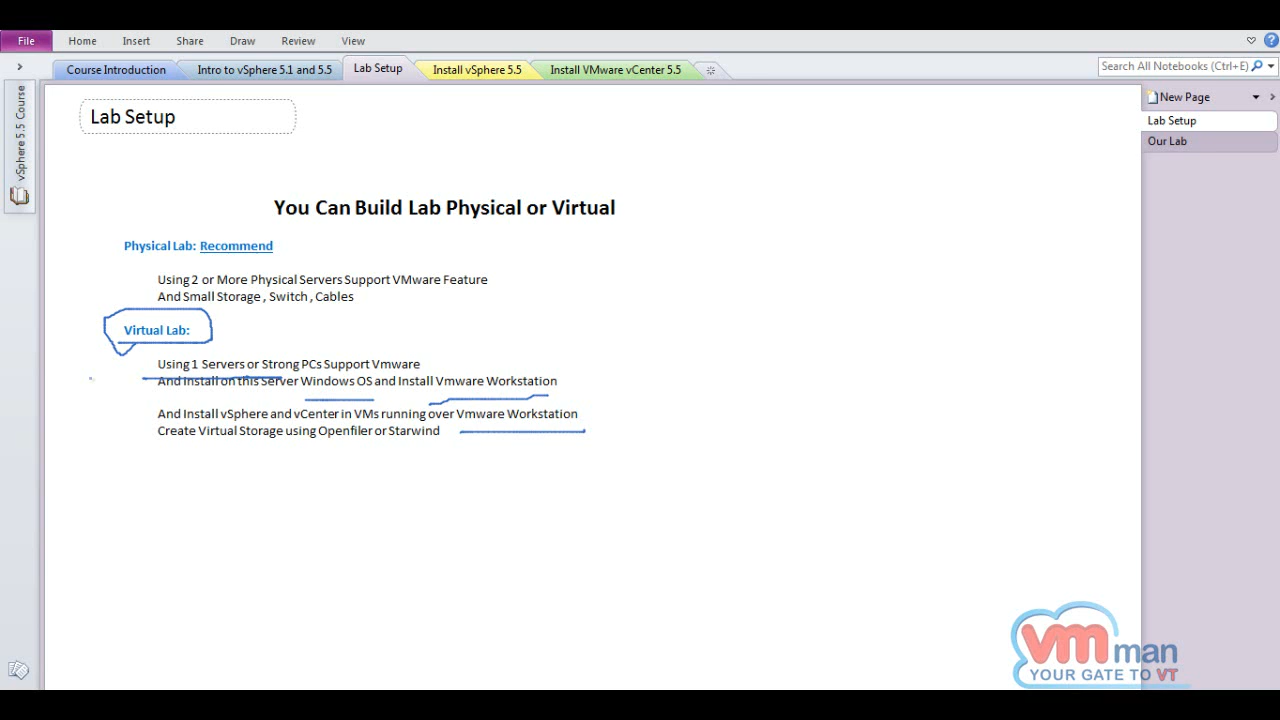 File Home Insert Share Draw Review View
Course Introduction Intro to vSphere 5.1 and 5.5 Lab Setup Install vSphere 5.5 Install VMware vCenter 5.5 Search All Notebooks (Ctrl+E)
vSphere 5.5 Course
New Page
Lab Setup
Our Lab
Lab Setup
You Can Build Lab Physical or Virtual
Physical Lab: Recommend
Using 2 or More Physical Servers Support VMware Feature
And Small Storage , Switch , Cables
Virtual Lab:
Using 1 Servers or Strong PCs Support Vmware
And Install on this Server Windows OS and Install Vmware Workstation
And Install vSphere and vCenter in VMs running over Vmware Workstation
Create Virtual Storage using Openfiler or Starwind
vm man
YOUR GATE TO VT